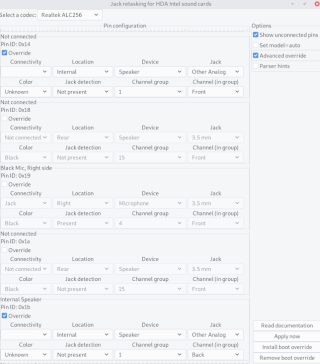 Jack retasking for HDA Intel sound cards
Select a codec: Realtek ALC256
Pin configuration
Options
Not connected
Pin ID: 0x14
Override
Connectivity Location Device Jack
Internal Speaker Other Analog
Color Jack detection Channel group Channel (in group)
Unknown Not present 1 Front
Show unconnected pins
Set model=auto
Advanced override
Parser hints
Not connected
Pin ID: 0x18
Override
Connectivity Location Device Jack
Not connected Rear Speaker 3.5 mm
Color Jack detection Channel group Channel (in group)
Black Not present 15 Front
Black Mic, Right side
Pin ID: 0x19
Override
Connectivity Location Device Jack
Jack Right Microphone 3.5 mm
Color Jack detection Channel group Channel (in group)
Black Present 4 Front
Not connected
Pin ID: 0x1a
Override
Connectivity Location Device Jack
Not connected Rear Speaker 3.5 mm
Color Jack detection Channel group Channel (in group)
Black Not present 15 Front
Internal Speaker
Pin ID: 0x1b
Override
Connectivity Location Device Jack
Internal Speaker Other Analog
Color Jack detection Channel group Channel (in group)
Unknown Not present 1 Back
Read documentation
Apply now
Install boot override
Remove boot override